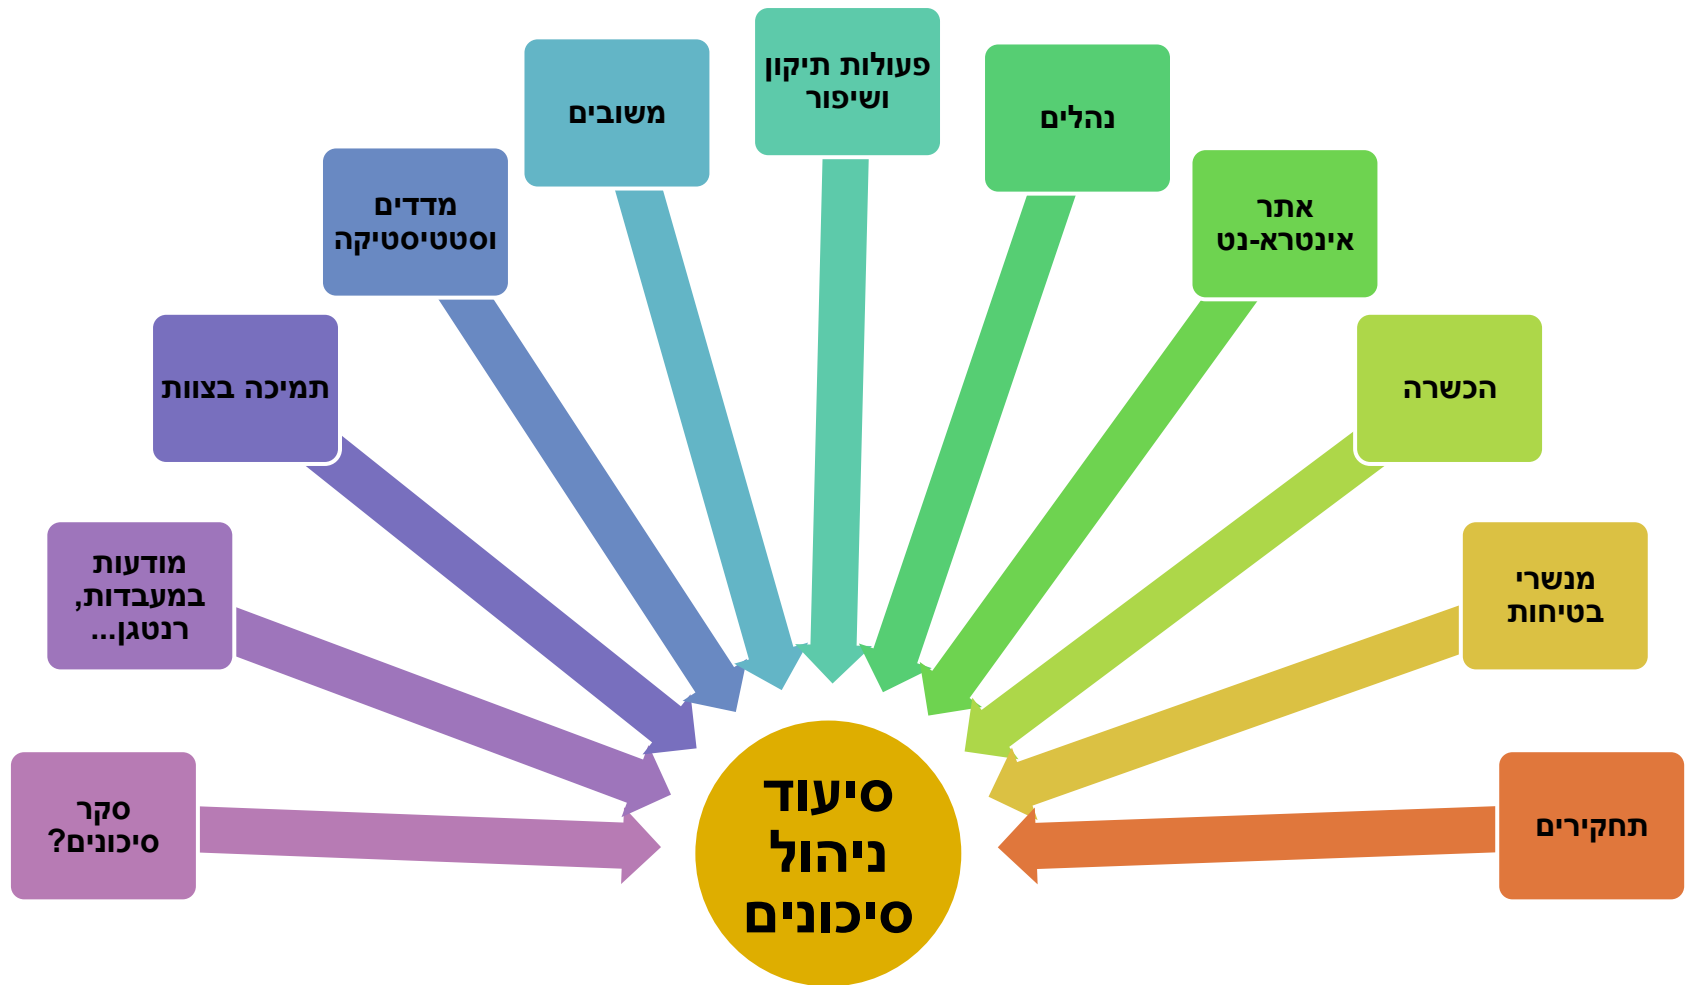 פעולות תיקון
ושיפור
נהלים
משובים
אתר
אינטרא-נט
מדדים
וסטטיסטיקה
הכשרה
תמיכה בצוות
מנשרי
בטיחות
מודעות
במעבדות,
רנטגן...
תחקירים
סקר
סיכונים?
סיעוד
ניהול
סיכונים